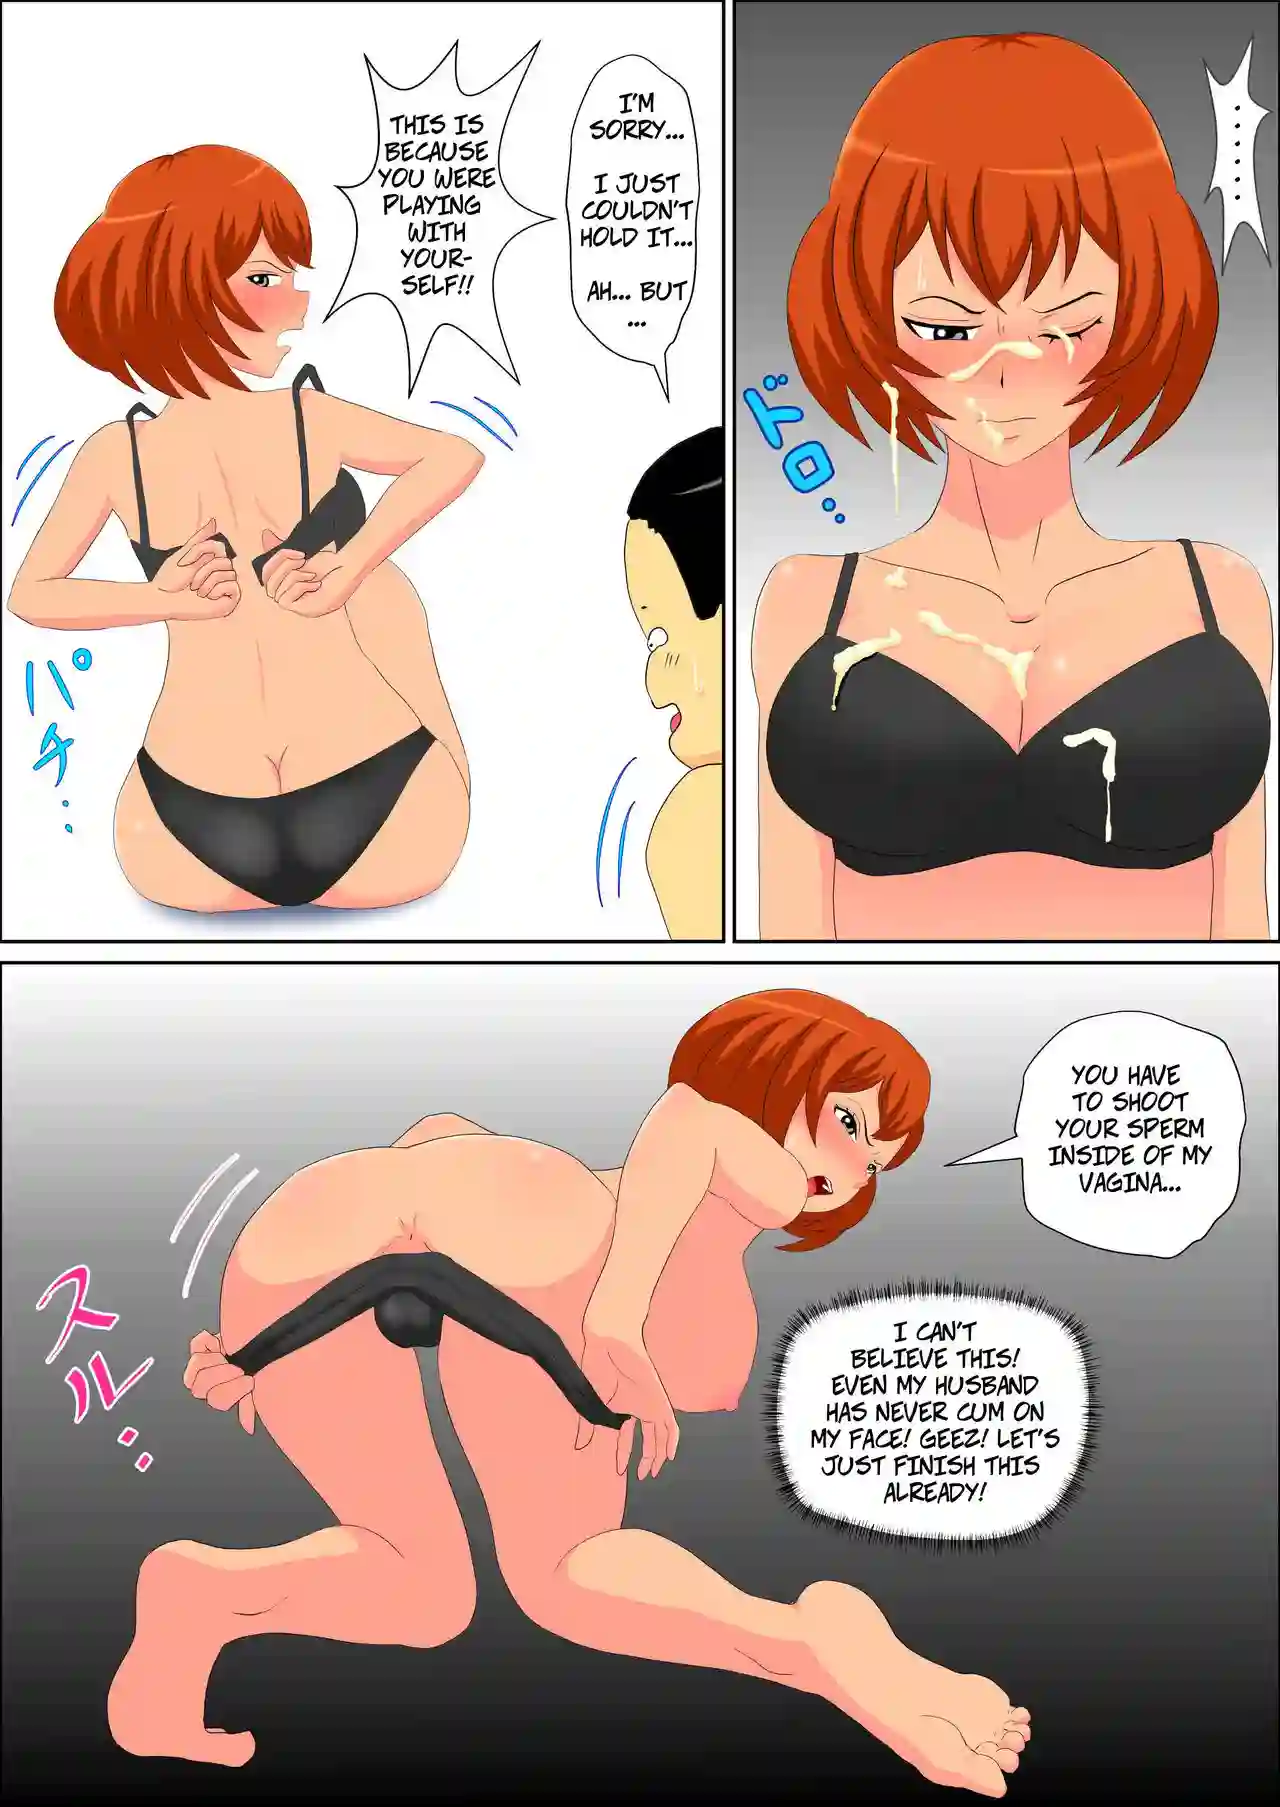 THIS IS
BECAUSE
YOU WERE
PLAYING
WITH
YOUR-
SELF!!
I'M
SORRY...
I JUST
COULDN'T
HOLD IT...
AH... BUT
...
パチ..
......
ドロ..
YOU HAVE
TO SHOOT
YOUR SPERM
INSIDE OF MY
VAGINA...
I CAN'T
BELIEVE THIS!
EVEN MY HUSBAND
HAS NEVER CUM ON
MY FACE! GEEZ! LET'S
JUST FINISH THIS
ALREADY!
スル..